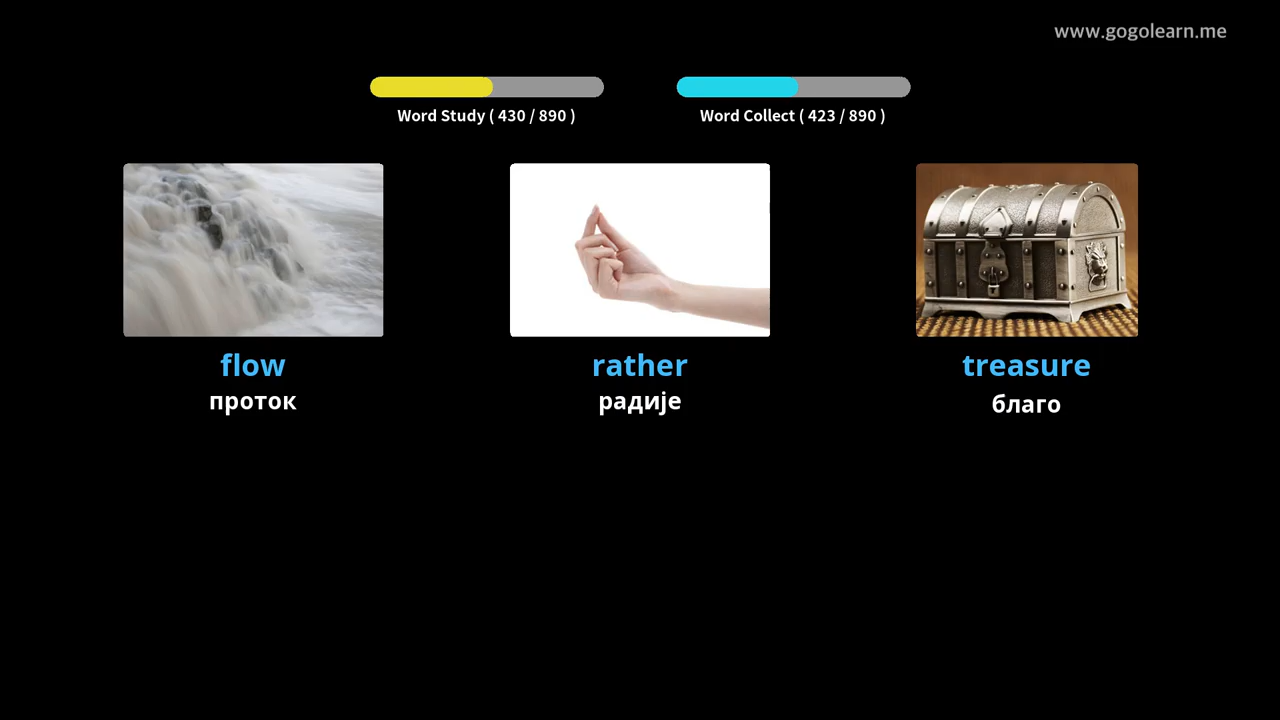 www.gogolearn.me
Word Study ( 430 / 890 )
Word Collect ( 423 / 890 )
flow
rather
treasure
проток
радије
благо